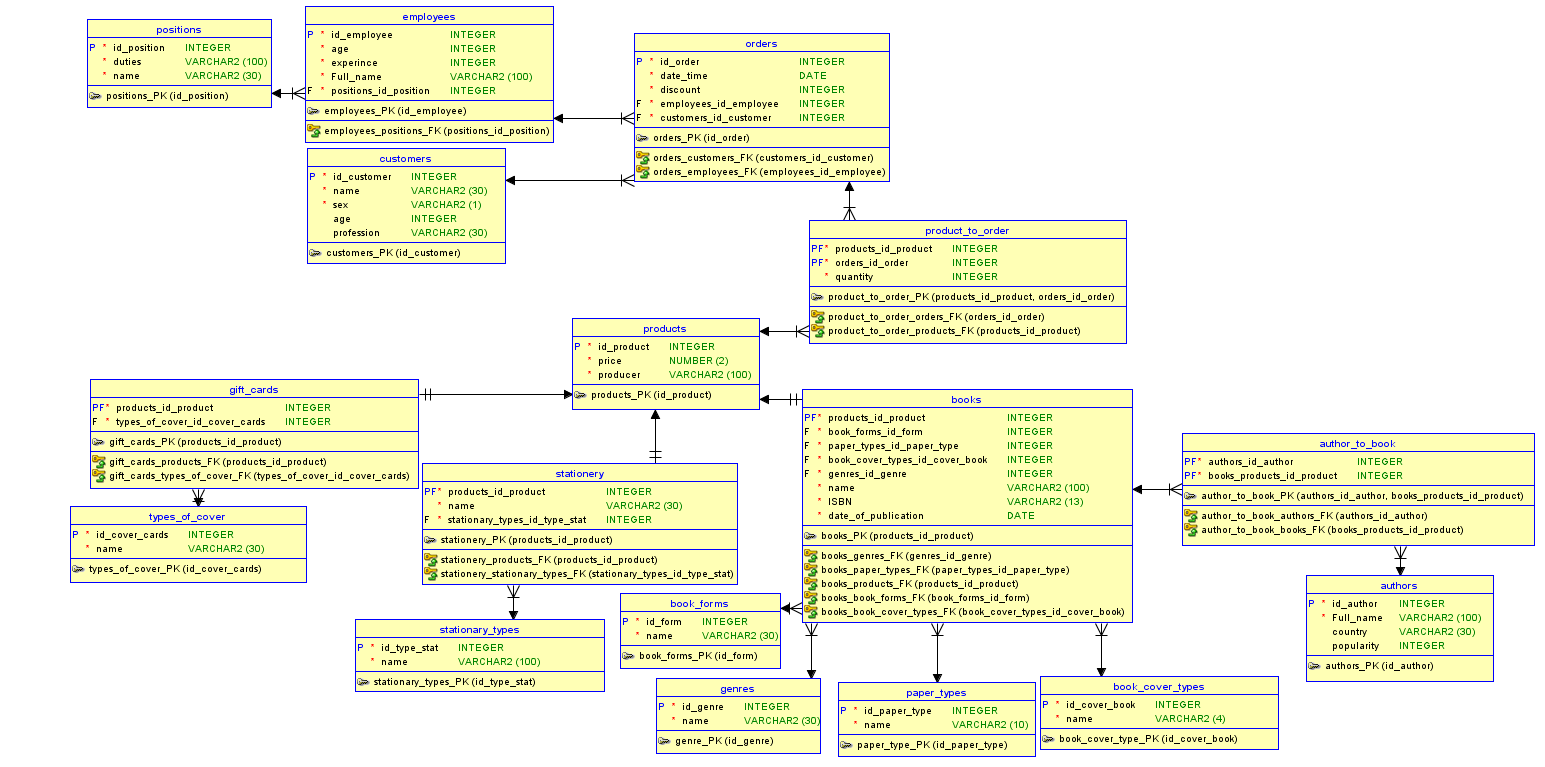 positions
P * id_position INTEGER
* duties VARCHAR2 (100)
* name VARCHAR2 (30)
positions_PK (id_position)
employees
P * id_employee INTEGER
* age INTEGER
* experince INTEGER
* Full_name VARCHAR2 (100)
F * positions_id_position INTEGER
employees_PK (id_employee)
employees_positions_FK (positions_id_position)
orders
P * id_order INTEGER
* date_time DATE
* discount INTEGER
F * employees_id_employee INTEGER
F * customers_id_customer INTEGER
orders_PK (id_order)
orders_customers_FK (customers_id_customer)
orders_employees_FK (employees_id_employee)
customers
P * id_customer INTEGER
* name VARCHAR2 (30)
* sex VARCHAR2 (1)
age INTEGER
profession VARCHAR2 (30)
customers_PK (id_customer)
product_to_order
PF* products_id_product INTEGER
PF* orders_id_order INTEGER
* quantity INTEGER
product_to_order_PK (products_id_product, orders_id_order)
product_to_order_orders_FK (orders_id_order)
product_to_order_products_FK (products_id_product)
products
P * id_product INTEGER
* price NUMBER (2)
* producer VARCHAR2 (100)
products_PK (id_product)
gift_cards
PF* products_id_product INTEGER
F * types_of_cover_id_cover_cards INTEGER
gift_cards_PK (products_id_product)
gift_cards_products_FK (products_id_product)
gift_cards_types_of_cover_FK (types_of_cover_id_cover_cards)
books
PF* products_id_product INTEGER
F * book_forms_id_form INTEGER
F * paper_types_id_paper_type INTEGER
F * book_cover_types_id_cover_book INTEGER
F * genres_id_genre INTEGER
* name VARCHAR2 (100)
* ISBN VARCHAR2 (13)
* date_of_publication DATE
books_PK (products_id_product)
books_genres_FK (genres_id_genre)
books_paper_types_FK (paper_types_id_paper_type)
books_products_FK (products_id_product)
books_book_forms_FK (book_forms_id_form)
books_book_cover_types_FK (book_cover_types_id_cover_book)
author_to_book
PF* authors_id_author INTEGER
PF* books_products_id_product INTEGER
author_to_book_PK (authors_id_author, books_products_id_product)
author_to_book_authors_FK (authors_id_author)
author_to_book_books_FK (books_products_id_product)
stationery
PF* products_id_product INTEGER
* name VARCHAR2 (30)
F * stationary_types_id_type_stat INTEGER
stationery_PK (products_id_product)
stationery_products_FK (products_id_product)
stationery_stationary_types_FK (stationary_types_id_type_stat)
types_of_cover
P * id_cover_cards INTEGER
* name VARCHAR2 (30)
types_of_cover_PK (id_cover_cards)
stationary_types
P * id_type_stat INTEGER
* name VARCHAR2 (100)
stationary_types_PK (id_type_stat)
book_forms
P * id_form INTEGER
* name VARCHAR2 (30)
book_forms_PK (id_form)
authors
P * id_author INTEGER
* Full_name VARCHAR2 (100)
country VARCHAR2 (30)
popularity INTEGER
authors_PK (id_author)
genres
P * id_genre INTEGER
* name VARCHAR2 (30)
genre_PK (id_genre)
paper_types
P * id_paper_type INTEGER
* name VARCHAR2 (10)
paper_type_PK (id_paper_type)
book_cover_types
P * id_cover_book INTEGER
* name VARCHAR2 (4)
book_cover_type_PK (id_cover_book)